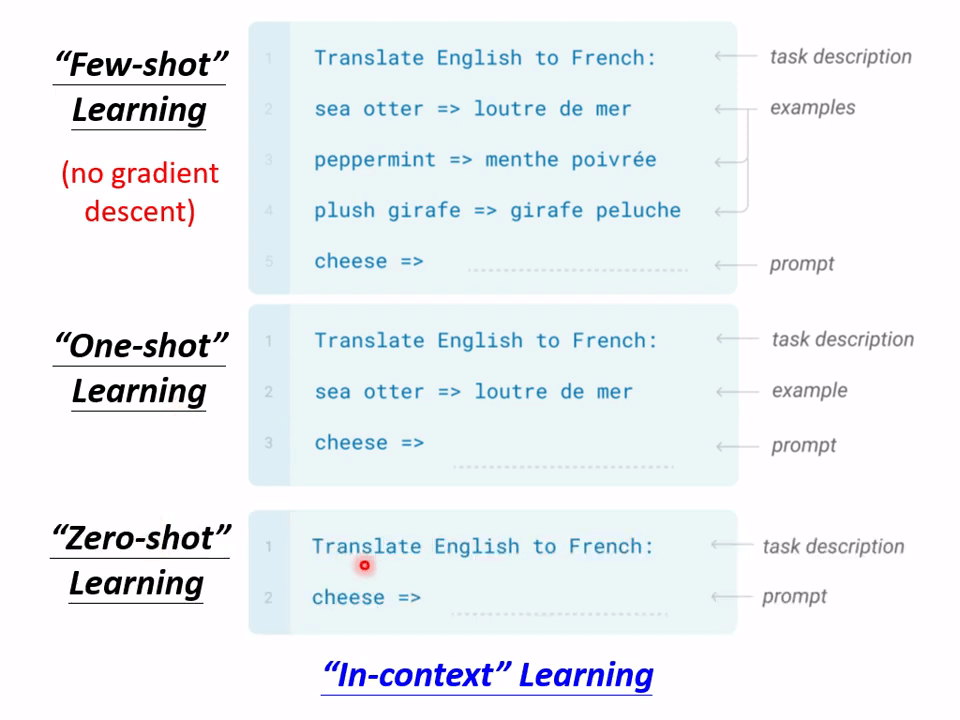 “Few-shot” Learning
(no gradient descent)
1 Translate English to French: task description
2 sea otter => loutre de mer examples
3 peppermint => menthe poivrée
4 plush girafe => girafe peluche
5 cheese => prompt
“One-shot” Learning
1 Translate English to French: task description
2 sea otter => loutre de mer example
3 cheese => prompt
“Zero-shot” Learning
1 Translate English to French: task description
2 cheese => prompt
“In-context” Learning